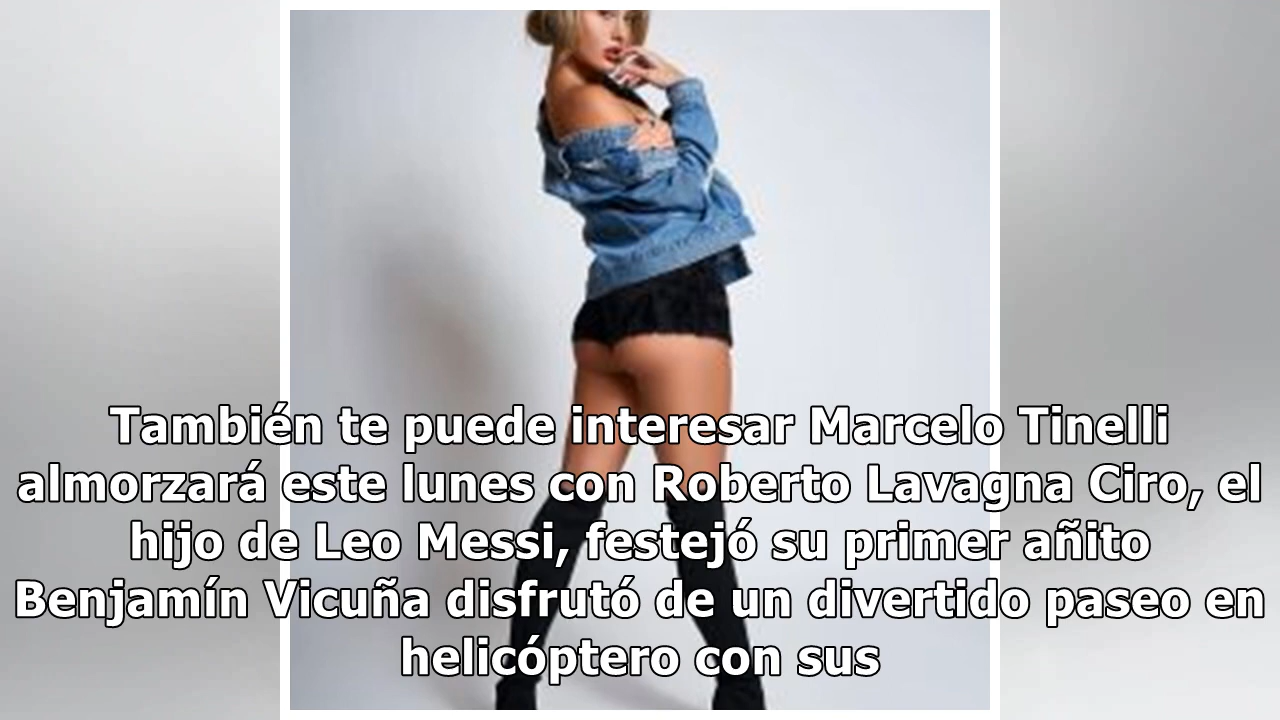 También te puede interesar Marcelo Tinelli
almorzará este lunes con Roberto Lavagna Ciro, el
hijo de Leo Messi, festejó su primer añito
Benjamín Vicuña disfrutó de un divertido paseo en
helicóptero con sus